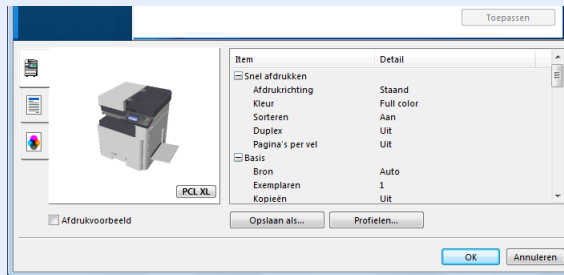 Toepassen
Item Detail
Snel afdrukken
Afdrukrichting Staand
Kleur Full color
Sorteren Aan
Duplex Uit
Pagina's per vel Uit
Basis
Bron Auto
Exemplaren 1
Kopieën Uit
PCL XL
Afdrukvoorbeeld
Opslaan als... Profielen...
OK Annuleren